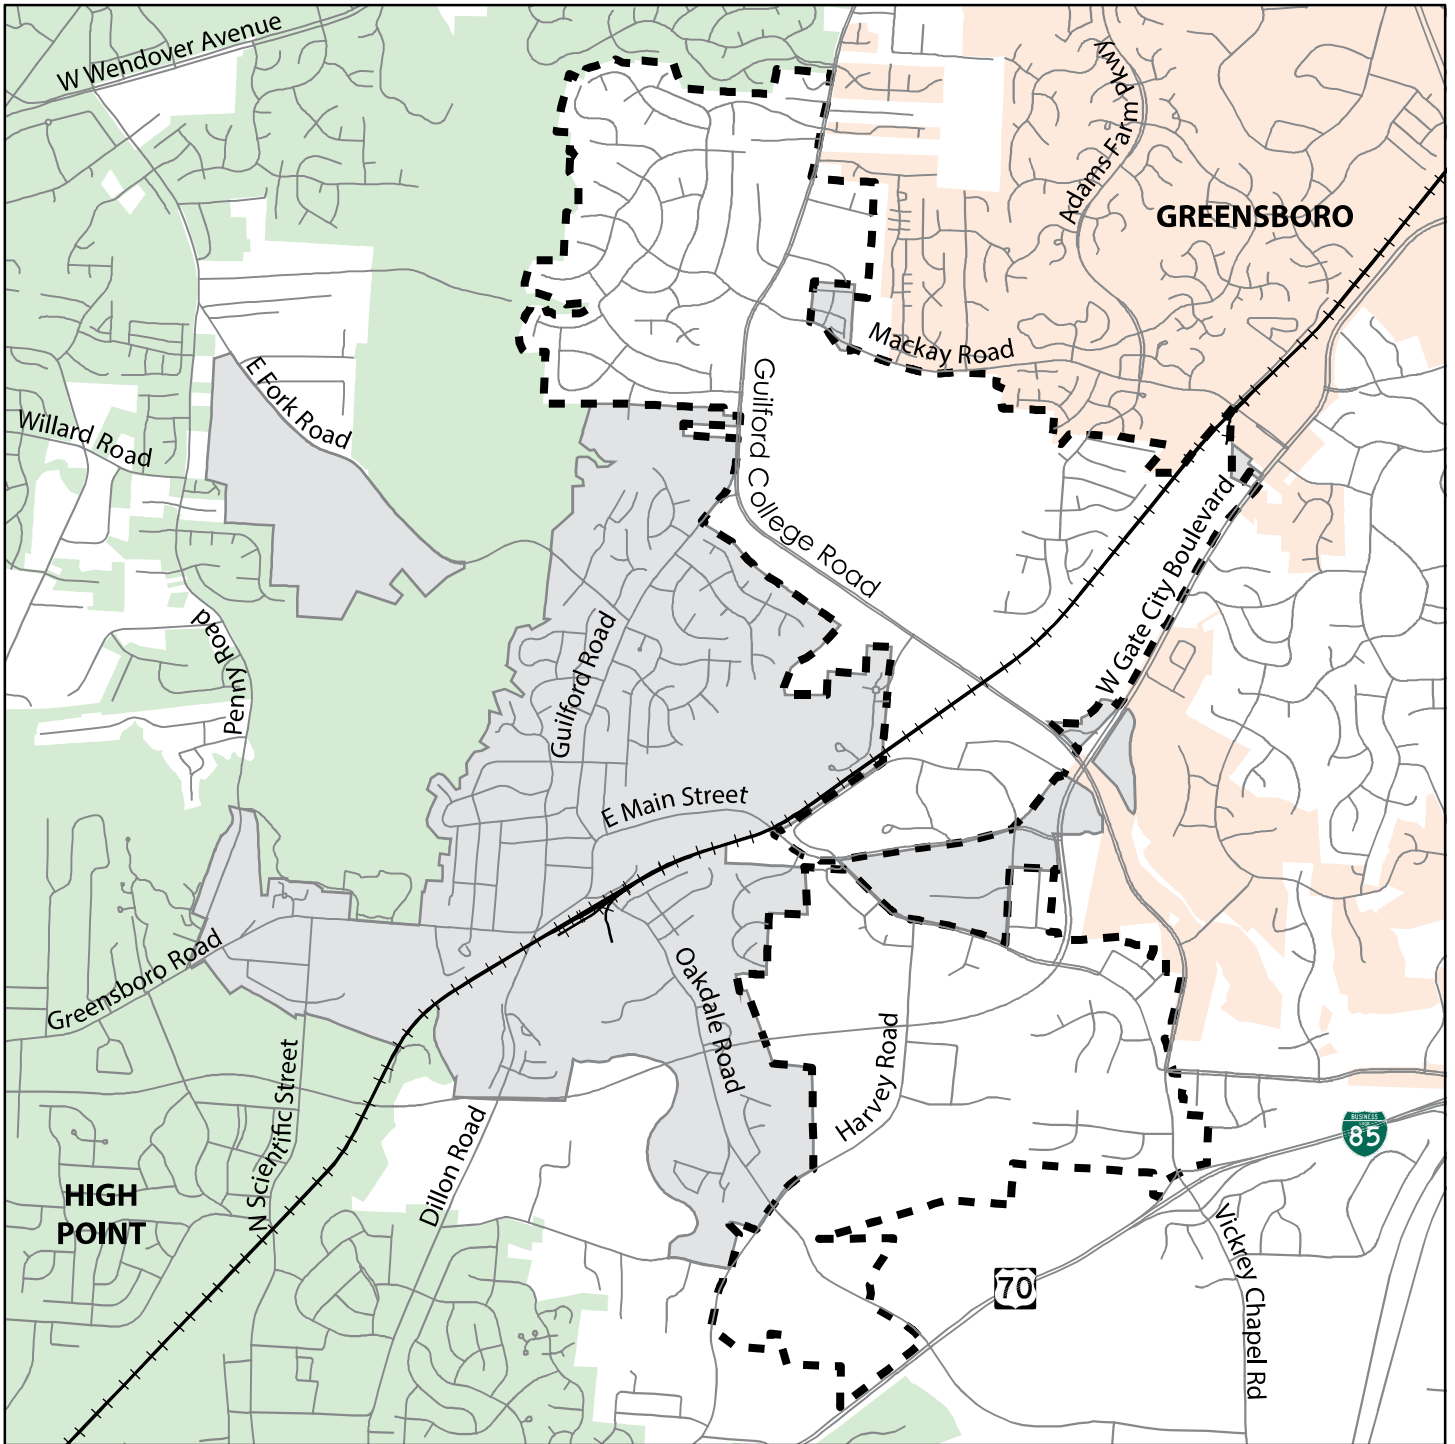 W Wendover Avenue
Adams Farm Pkwy
GREENSBORO
Mackay Road
E Fork Road
Guilford College Road
Willard Road
W Gate City Boulevard
Penny Road
Guilford Road
E Main Street
Greensboro Road
Oakdale Road
Harvey Road
N Scientific Street
Dillon Road
BUSINESS
LOOP
85
HIGH
POINT
Vickrey Chapel Rd
70